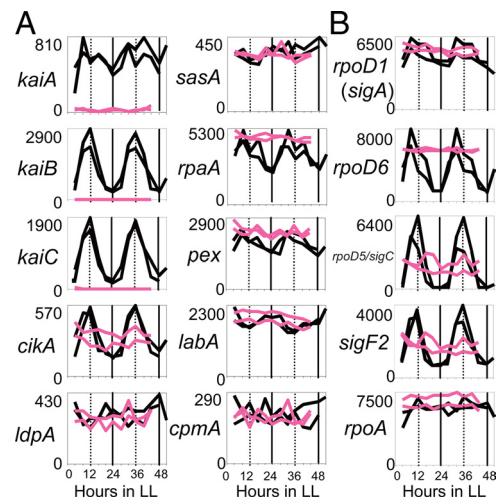 A
B
810
kaiA
0
450
sasA
0
6500
rpoD1
(sigA)
0
2900
kaiB
0
5300
rpaA
0
8000
rpoD6
0
1900
kaiC
0
2900
pex
0
6400
rpoD5/sigC
0
570
cikA
0
2300
labA
0
4000
sigF2
0
430
ldpA
0
290
cpmA
0
7500
rpoA
0
0 12 24 36 48
0 12 24 36 48
0 12 24 36 48
Hours in LL
Hours in LL
Hours in LL